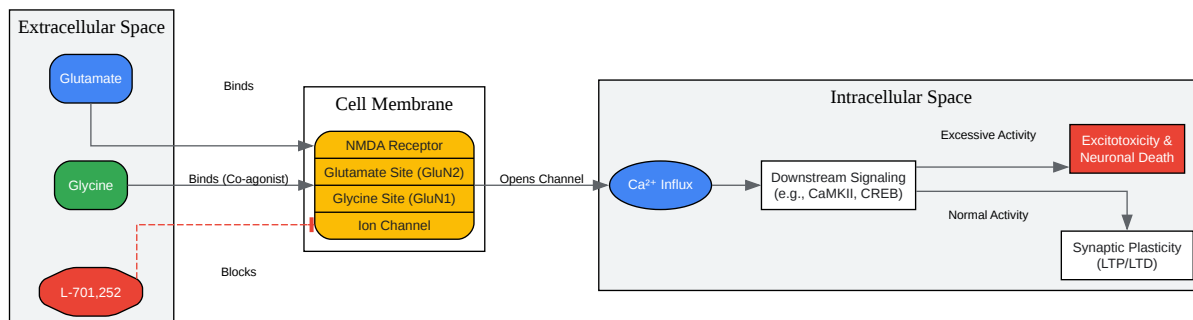 Extracellular Space
Glutamate
Glycine
L-701,252
Binds
Binds (Co-agonist)
Blocks
Cell Membrane
NMDA Receptor
Glutamate Site (GluN2)
Glycine Site (GluN1)
Ion Channel
Opens Channel
Intracellular Space
Ca²⁺ Influx
Downstream Signaling
(e.g., CaMKII, CREB)
Excessive Activity
Normal Activity
Excitotoxicity &
Neuronal Death
Synaptic Plasticity
(LTP/LTD)